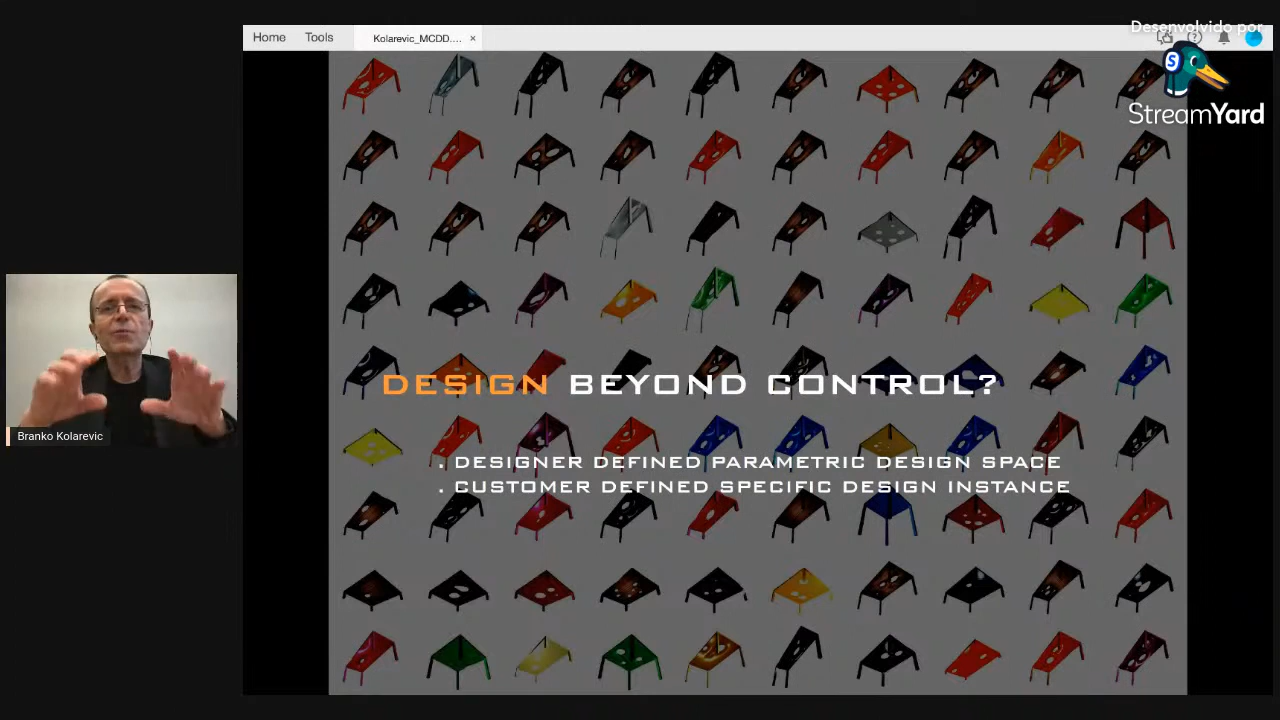 Home Tools Kolarevic_MCDD.... ×
Desenvolvido por
S
StreamYard
DESIGN BEYOND CONTROL?
. DESIGNER DEFINED PARAMETRIC DESIGN SPACE
. CUSTOMER DEFINED SPECIFIC DESIGN INSTANCE
Branko Kolarevic